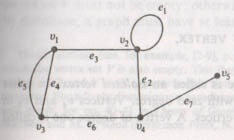 e₁
v₁
v₂
e₃
v₅
e₅
e₄
e₂
e₇
v₃
e₆
v₄